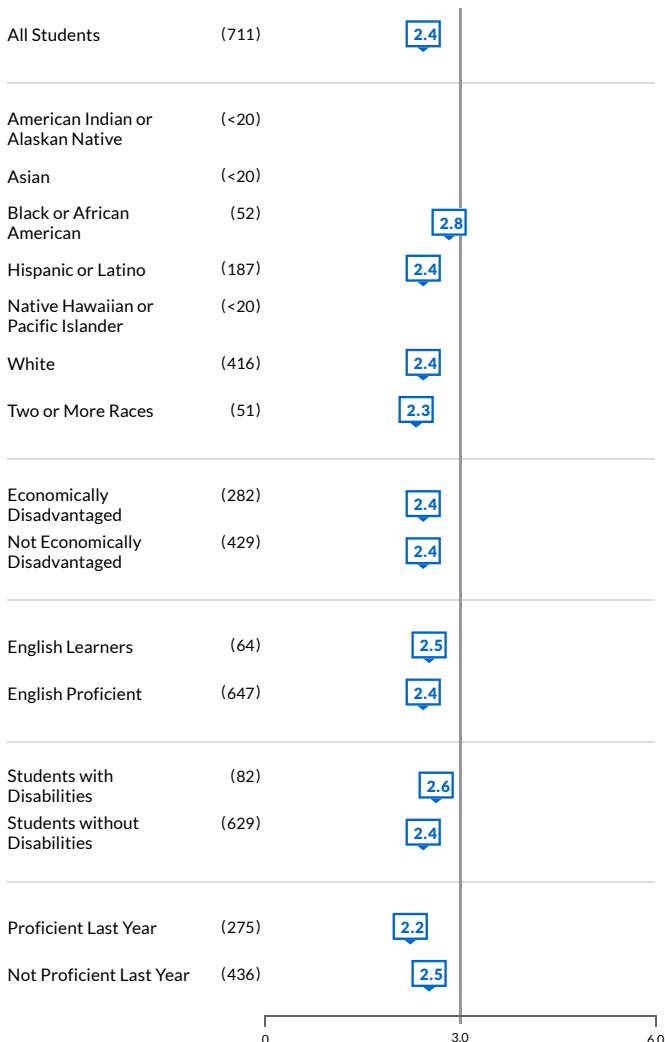 All Students (711) 2.4
American Indian or (<20)
Alaskan Native
Asian (<20)
Black or African (52) 2.8
American
Hispanic or Latino (187) 2.4
Native Hawaiian or (<20)
Pacific Islander
White (416) 2.4
Two or More Races (51) 2.3
Economically (282) 2.4
Disadvantaged
Not Economically (429) 2.4
Disadvantaged
English Learners (64) 2.5
English Proficient (647) 2.4
Students with (82) 2.6
Disabilities
Students without (629) 2.4
Disabilities
Proficient Last Year (275) 2.2
Not Proficient Last Year (436) 2.5
0 3.0 6.0